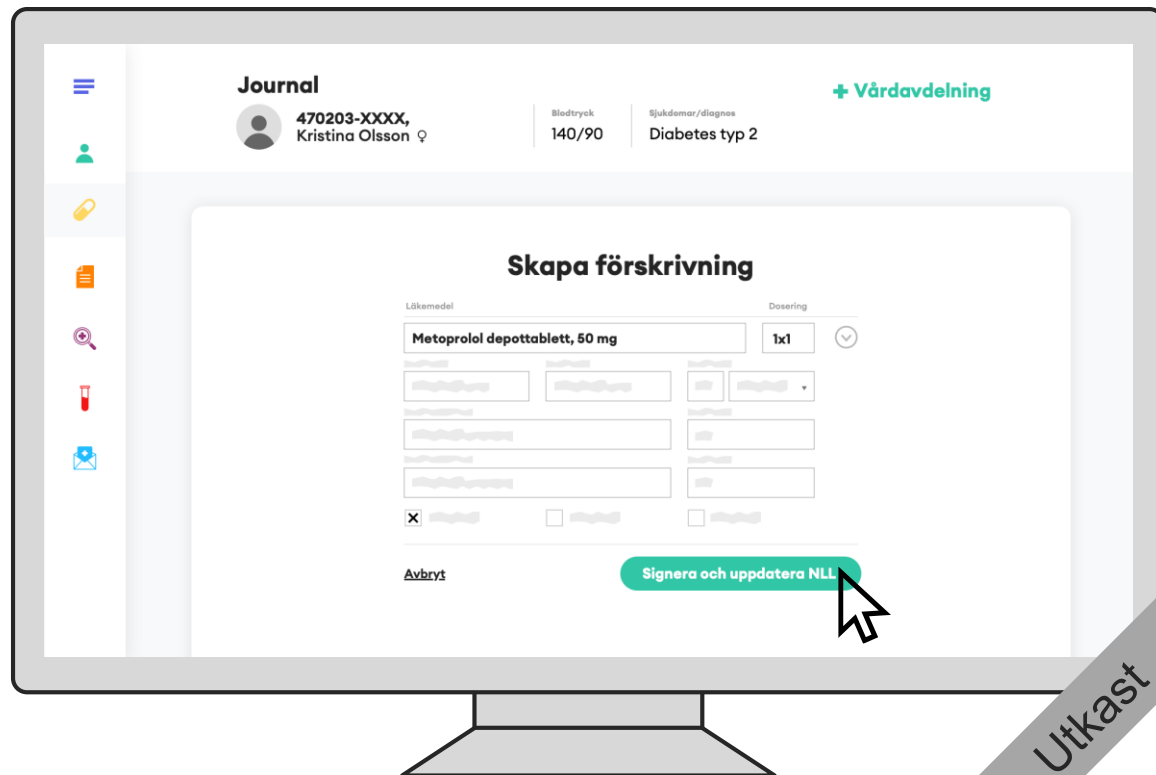 Journal
470203-XXXX,
Kristina Olsson ♀
Blodtryck
140/90
Sjukdomar/diagnos
Diabetes typ 2
+ Vårdavdelning
Skapa förskrivning
Läkemedel
Dosering
Metoprolol depottablett, 50 mg
1x1
Avbryt
Signera och uppdatera NLL
Utkast